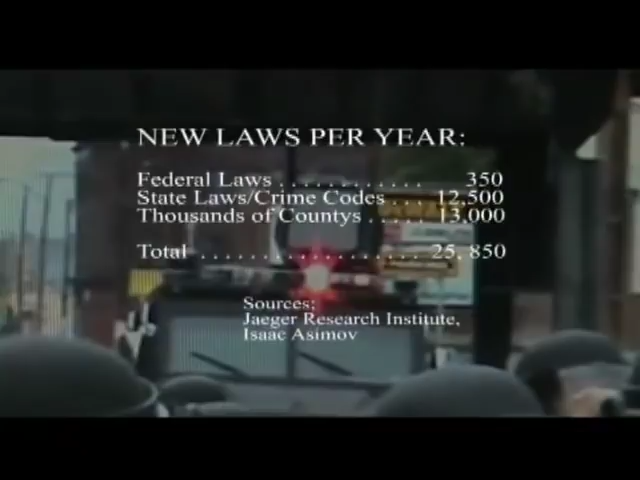 NEW LAWS PER YEAR:
Federal Laws . . . . . . . . . . . . 350
State Laws/Crime Codes . . . . 12,500
Thousands of Countys . . . . . 13,000
Total . . . . . . . . . . . . . . . . . . 25, 850
Sources;
Jaeger Research Institute,
Isaac Asimov